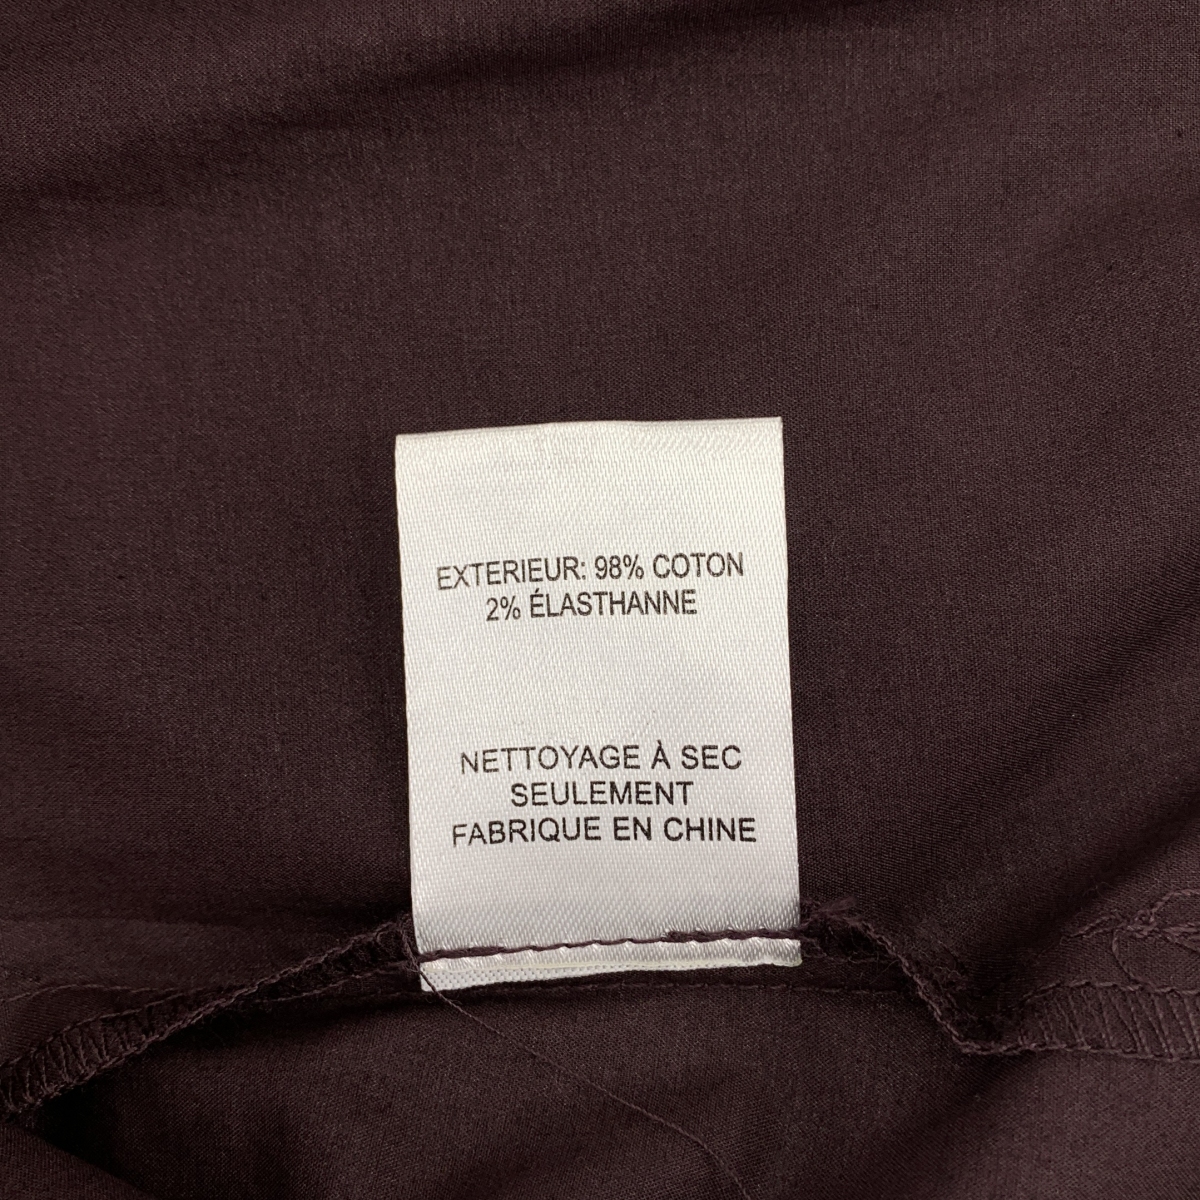 EXTERIEUR: 98% COTON
2% ÉLASTHANNE
NETTOYAGE À SEC
SEULEMENT
FABRIQUE EN CHINE